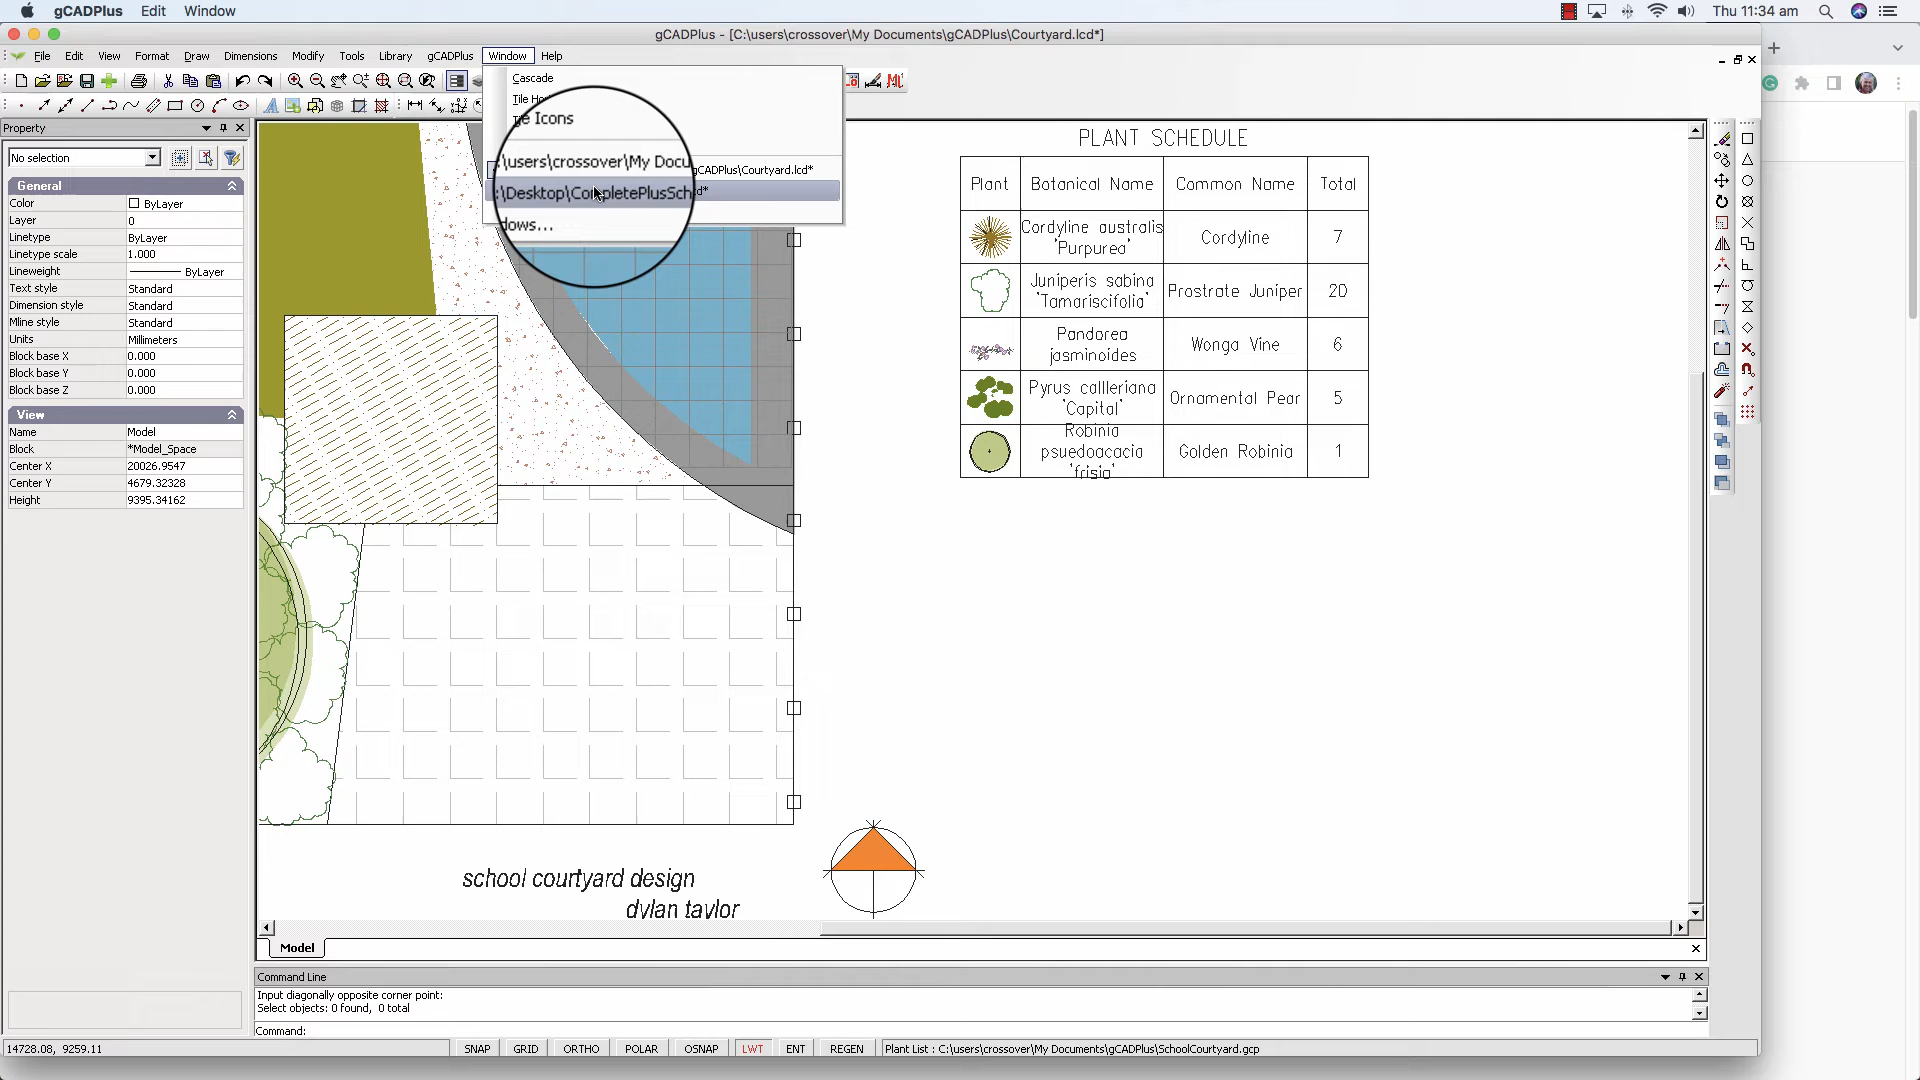 gCADPlus Edit Window Thu 11:34 am
gCADPlus - [C:\users\crossover\My Documents\gCADPlus\Courtyard.lcd*]
File Edit View Format Draw Dimensions Modify Tools Library gCADPlus Window Help
Cascade
Tile
ge Icons
:\users\crossover\My Docu gCADPlus\Courtyard.lcd*
:\Desktop\CompletePlusSch d*
dows...
Property
No selection
General
Color ByLayer
Layer 0
Linetype ByLayer
Linetype scale 1.000
Lineweight ByLayer
Text style Standard
Dimension style Standard
Mline style Standard
Units Millimeters
Block base X 0.000
Block base Y 0.000
Block base Z 0.000
View
Name Model
Block *Model_Space
Center X 20026.9547
Center Y 4679.32328
Height 9395.34162
PLANT SCHEDULE
Plant Botanical Name Common Name Total
Cordyline australis
'Purpurea' Cordyline 7
Juniperis sabina
'Tamariscifolia' Prostrate Juniper 20
Pandorea
jasminoides Wonga Vine 6
Pyrus callleriana
'Capital' Ornamental Pear 5
Robinia
psuedoacacia
'frisia' Golden Robinia 1
school courtyard design
dylan taylor
Model
Command Line
Input diagonally opposite corner point:
Select objects: 0 found, 0 total
Command:
14728.08, 9259.11 SNAP GRID ORTHO POLAR OSNAP LWT ENT REGEN Plant List : C:\users\crossover\My Documents\gCADPlus\SchoolCourtyard.gcp